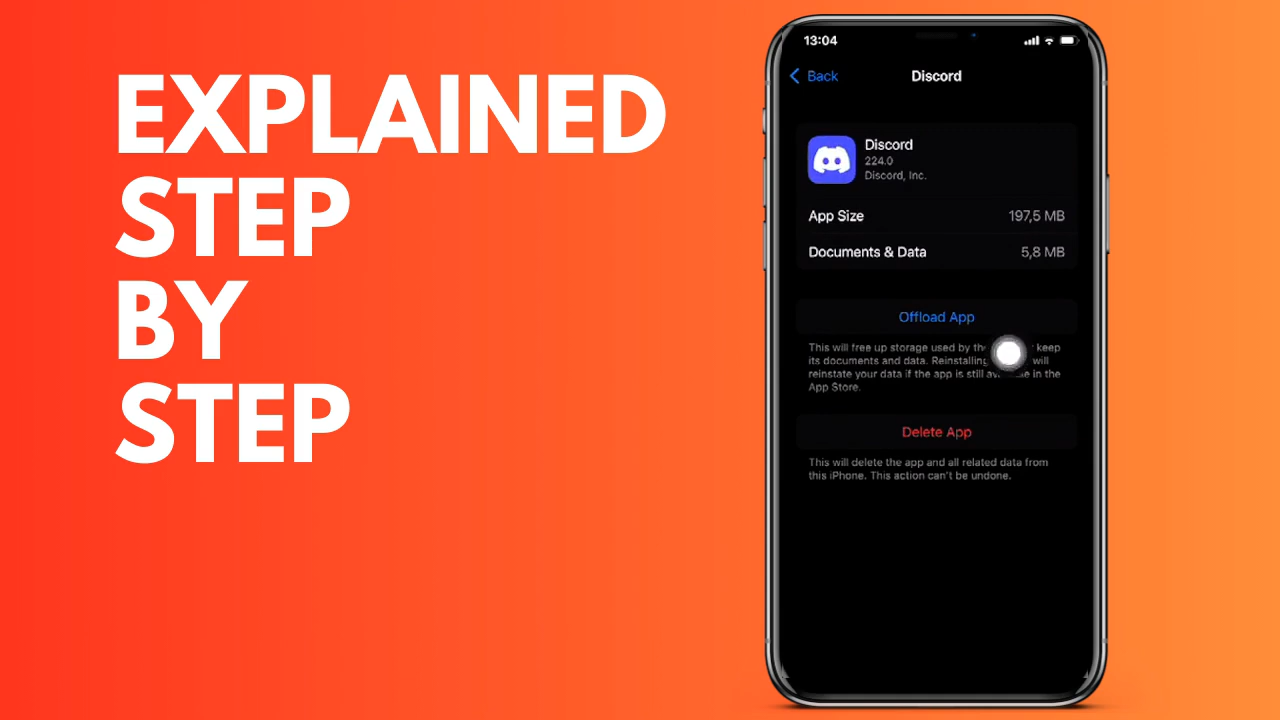 EXPLAINED
STEP
BY
STEP
13:04
Back
Discord
Discord
224.0
Discord, Inc.
App Size 197,5 MB
Documents & Data 5,8 MB
Offload App
This will free up storage used by keep
its documents and data. Reinstalling will
reinstate your data if the app is still in the
App Store.
Delete App
This will delete the app and all related data from
this iPhone. This action can't be undone.